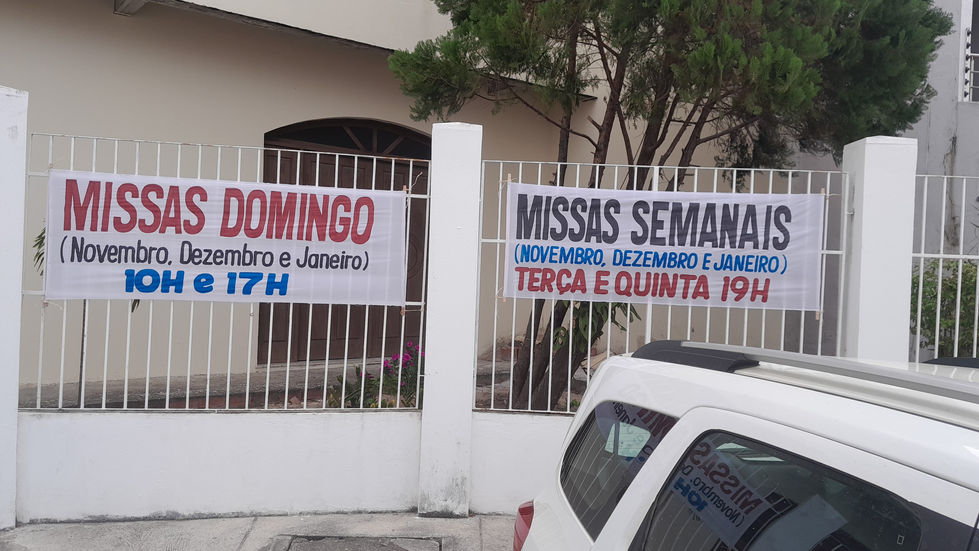 MISSAS DOMINGO
(Novembro, Dezembro e Janeiro)
10H e 17H
MISSAS SEMANAIS
(NOVEMBRO, DEZEMBRO E JANEIRO)
TERÇA E QUINTA 19H